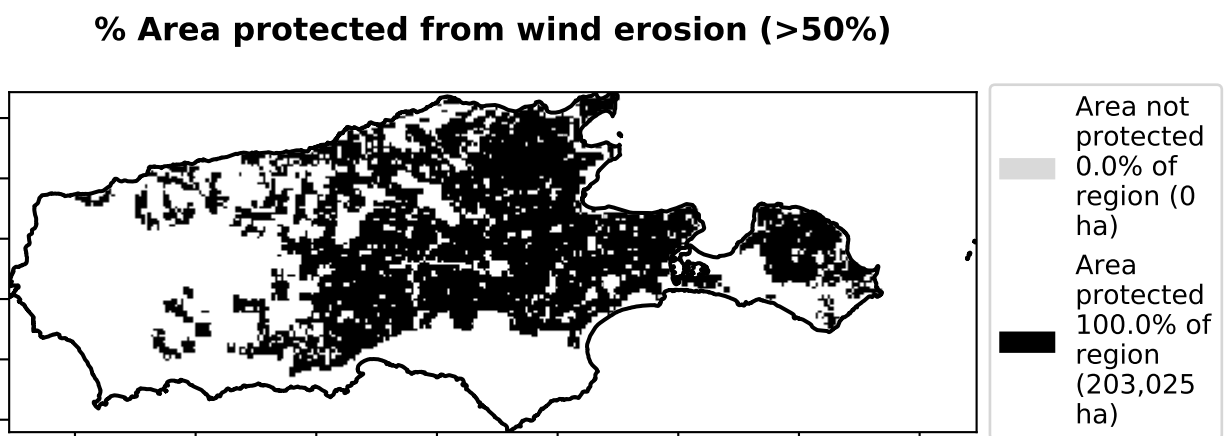 % Area protected from wind erosion (>50%)
Area not
protected
0.0% of
region (0
ha)
Area
protected
100.0% of
region
(203,025
ha)